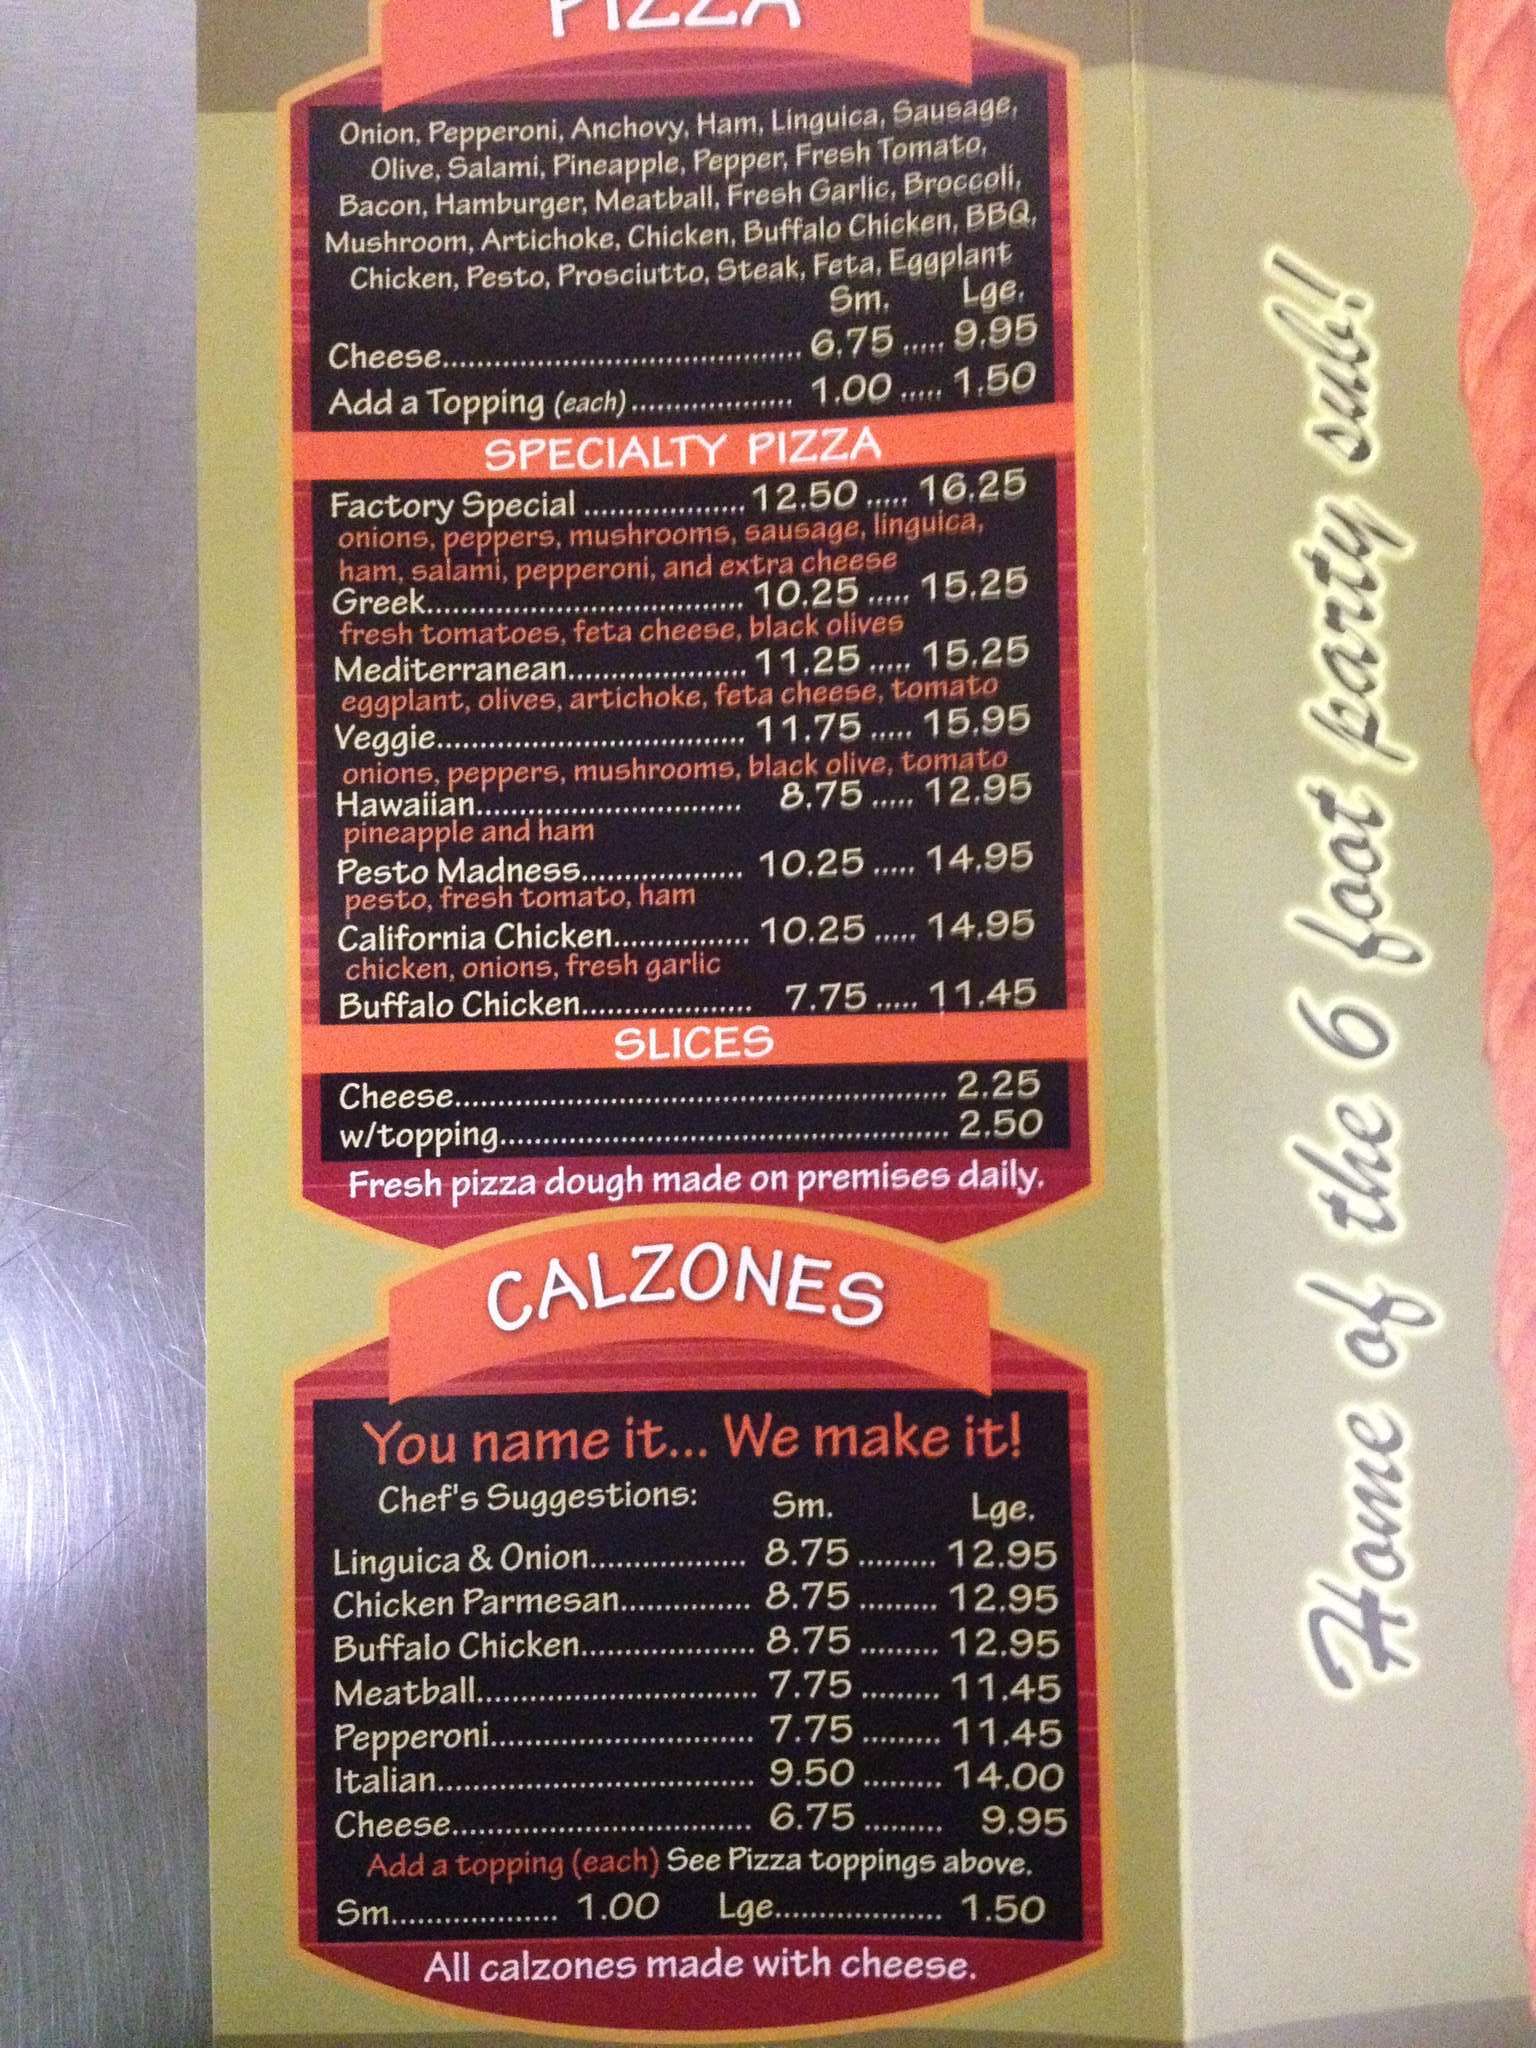 PIZZA
Onion, Pepperoni, Anchovy, Ham, Linguica, Sausage,
Olive, Salami, Pineapple, Pepper, Fresh Tomato,
Bacon, Hamburger, Meatball, Fresh Garlic, Broccoli,
Mushroom, Artichoke, Chicken, Buffalo Chicken, BBQ,
Chicken, Pesto, Prosciutto, Steak, Feta, Eggplant
Sm. Lge.
Cheese........................................ 6.75 ..... 9.95
Add a Topping (each) ................... 1.00 ..... 1.50
SPECIALTY PIZZA
Factory Special ................... 12.50 ..... 16.25
onions, peppers, mushrooms, sausage, linguica,
ham, salami, pepperoni, and extra cheese
Greek..................................... 10.25 ..... 15.25
fresh tomatoes, feta cheese, black olives
Mediterranean..................... 11.25 ..... 15.25
eggplant, olives, artichoke, feta cheese, tomato
Veggie.................................... 11.75 ..... 15.95
onions, peppers, mushrooms, black olive, tomato
Hawaiian............................... 8.75 ..... 12.95
pineapple and ham
Pesto Madness................... 10.25 ..... 14.95
pesto, fresh tomato, ham
California Chicken................ 10.25 ..... 14.95
chicken, onions, fresh garlic
Buffalo Chicken.................... 7.75 ..... 11.45
SLICES
Cheese......................................................... 2.25
w/topping.................................................... 2.50
Fresh pizza dough made on premises daily.
CALZONES
You name it... We make it!
Chef's Suggestions: Sm. Lge.
Linguica & Onion.................. 8.75 ......... 12.95
Chicken Parmesan............... 8.75 ......... 12.95
Buffalo Chicken.................... 8.75 ......... 12.95
Meatball................................ 7.75 ......... 11.45
Pepperoni.............................. 7.75 ......... 11.45
Italian.................................... 9.50 ......... 14.00
Cheese.................................. 6.75 ......... 9.95
Add a topping (each) See Pizza toppings above.
Sm................... 1.00 Lge................... 1.50
All calzones made with cheese.
Home of the 6 foot party sub!